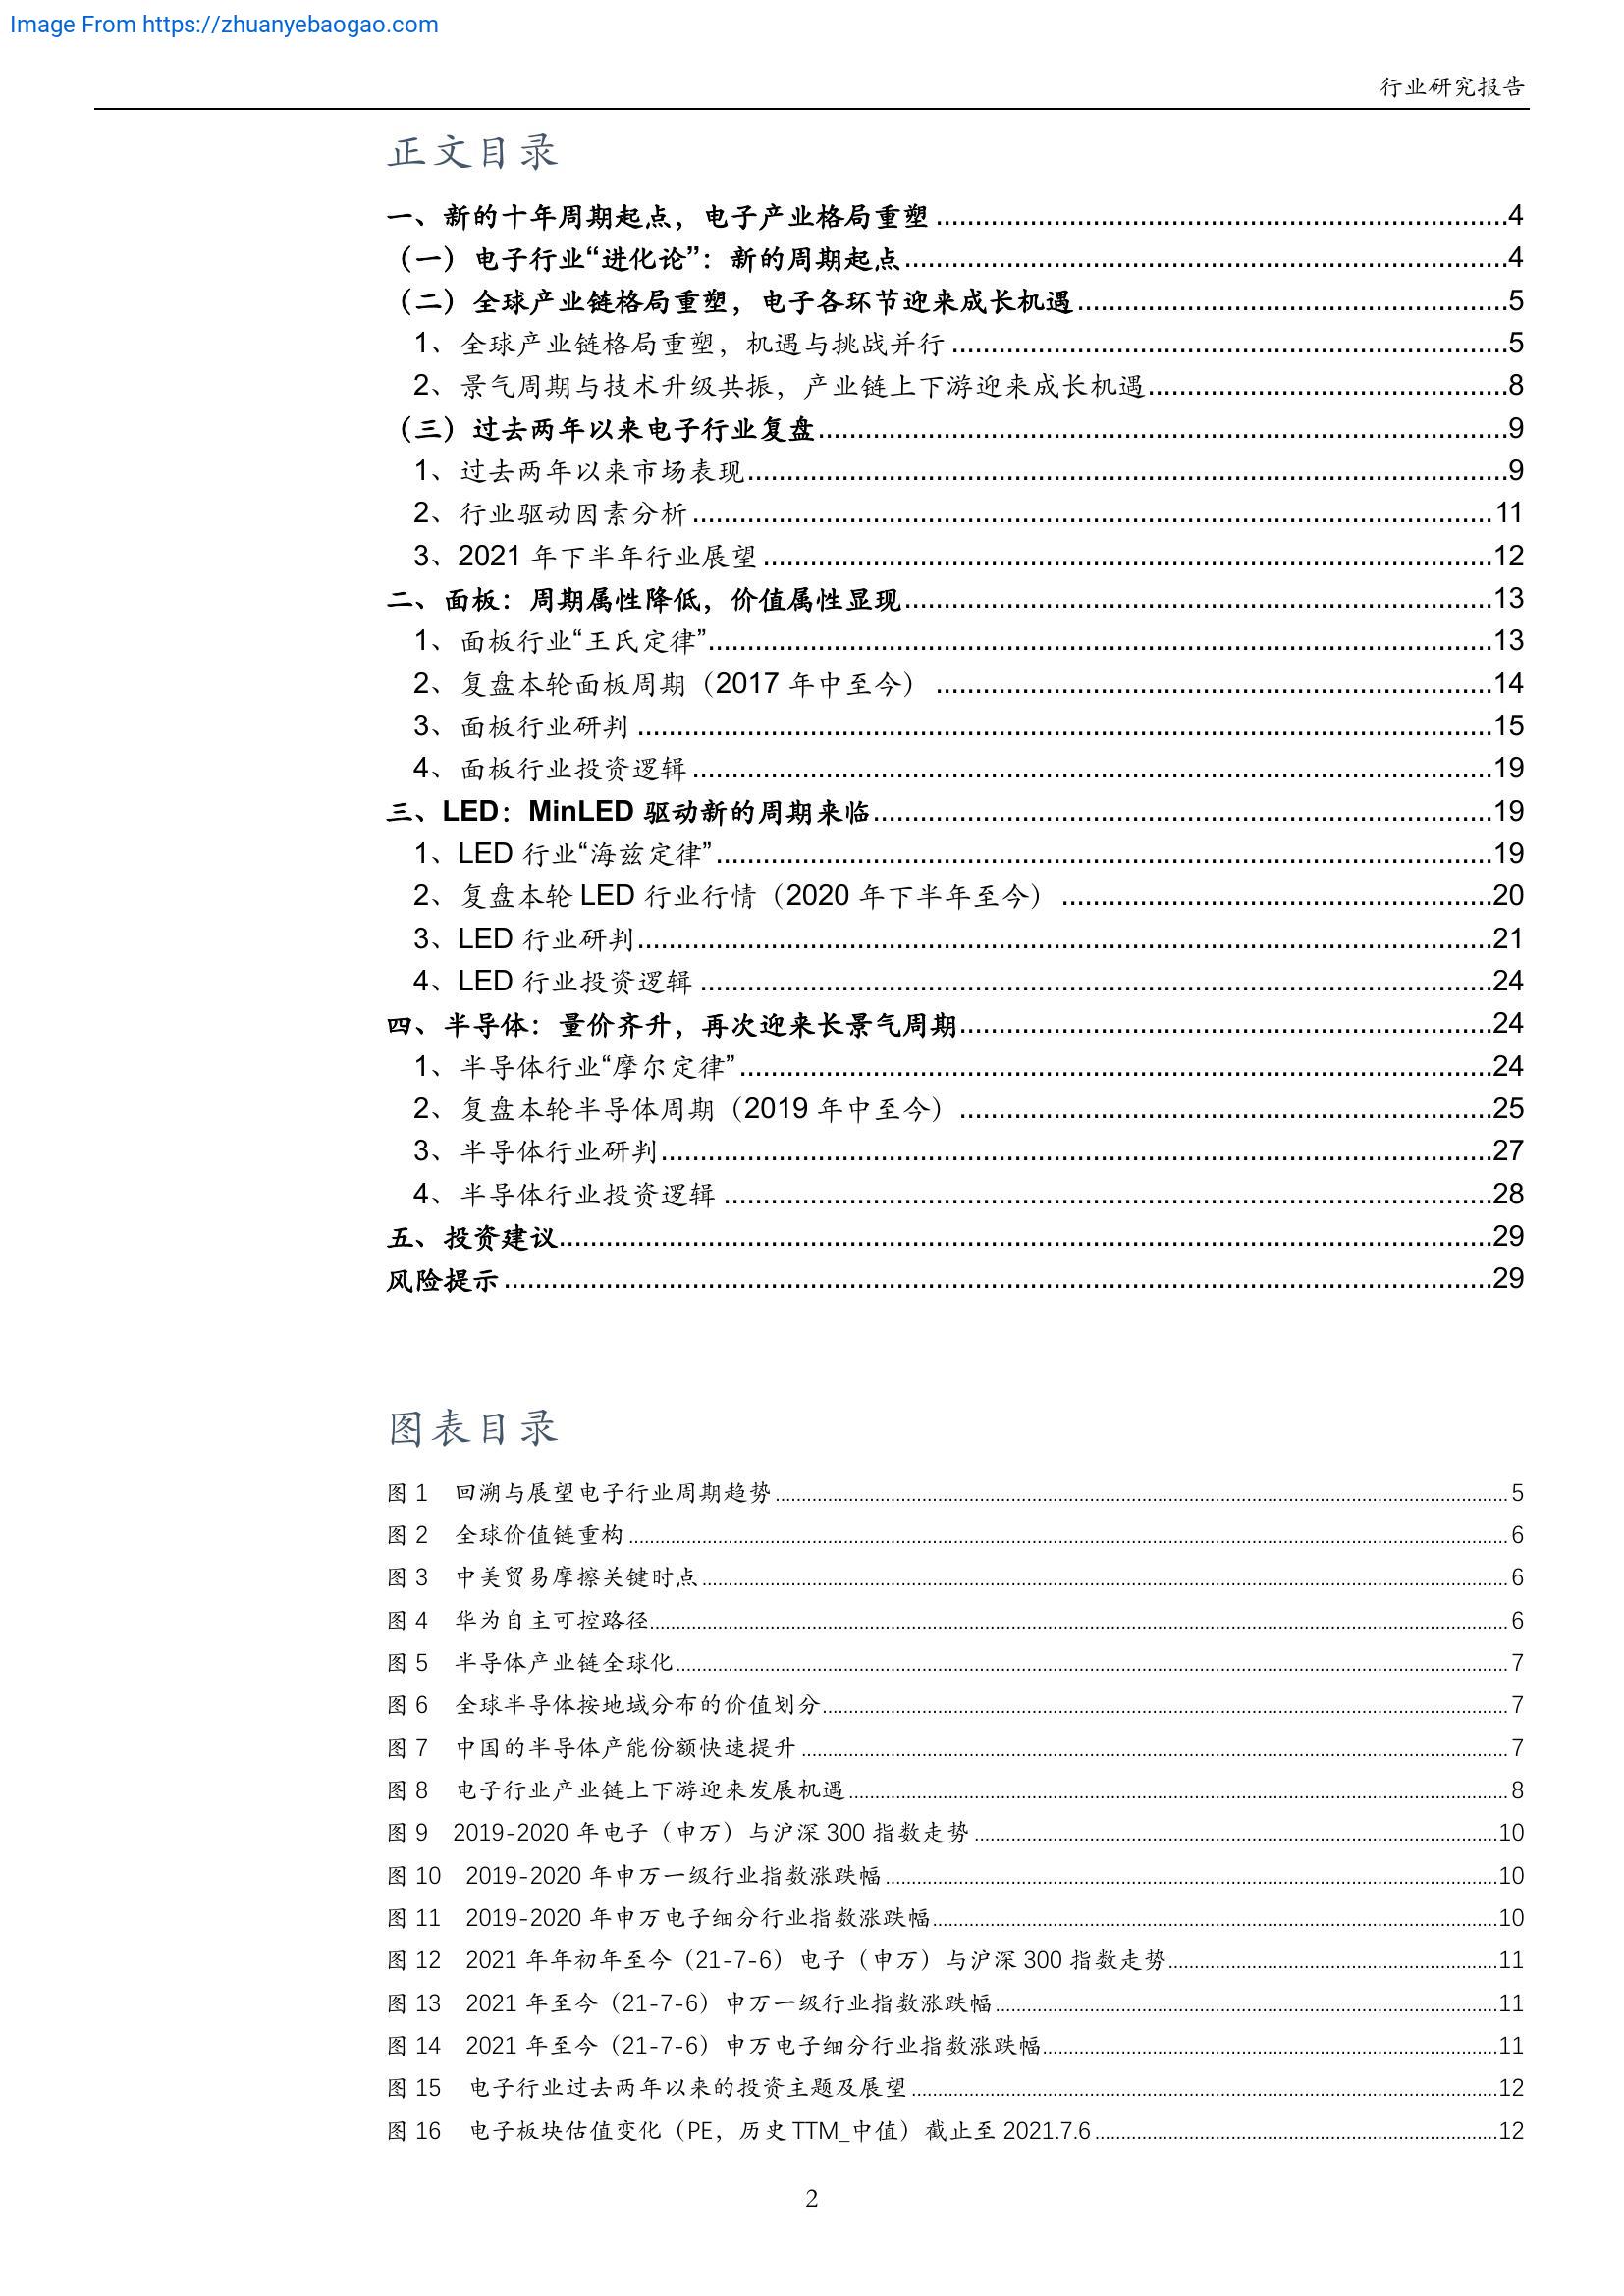 Image From https://zhuanyebaogao.com
行业研究报告
正文目录
一、新的十年周期起点，电子产业格局重塑 ........ 4
（一）电子行业“进化论”：新的周期起点 ........ 4
（二）全球产业链格局重塑，电子各环节迎来成长机遇 ........ 5
1、全球产业链格局重塑，机遇与挑战并行 ........ 5
2、景气周期与技术升级共振，产业链上下游迎来成长机遇 ........ 8
（三）过去两年以来电子行业复盘 ........ 9
1、过去两年以来市场表现 ........ 9
2、行业驱动因素分析 ........ 11
3、2021 年下半年行业展望 ........ 12
二、面板：周期属性降低，价值属性显现 ........ 13
1、面板行业“王氏定律” ........ 13
2、复盘本轮面板周期（2017 年中至今） ........ 14
3、面板行业研判 ........ 15
4、面板行业投资逻辑 ........ 19
三、LED：MinLED 驱动新的周期来临 ........ 19
1、LED 行业“海兹定律” ........ 19
2、复盘本轮 LED 行业行情（2020 年下半年至今） ........ 20
3、LED 行业研判 ........ 21
4、LED 行业投资逻辑 ........ 24
四、半导体：量价齐升，再次迎来长景气周期 ........ 24
1、半导体行业“摩尔定律” ........ 24
2、复盘本轮半导体周期（2019 年中至今） ........ 25
3、半导体行业研判 ........ 27
4、半导体行业投资逻辑 ........ 28
五、投资建议 ........ 29
风险提示 ........ 29
图表目录
图 1 回溯与展望电子行业周期趋势 ........ 5
图 2 全球价值链重构 ........ 6
图 3 中美贸易摩擦关键时点 ........ 6
图 4 华为自主可控路径 ........ 6
图 5 半导体产业链全球化 ........ 7
图 6 全球半导体按地域分布的价值划分 ........ 7
图 7 中国的半导体产能份额快速提升 ........ 7
图 8 电子行业产业链上下游迎来发展机遇 ........ 8
图 9 2019-2020 年电子（申万）与沪深 300 指数走势 ........ 10
图 10 2019-2020 年申万一级行业指数涨跌幅 ........ 10
图 11 2019-2020 年申万电子细分行业指数涨跌幅 ........ 10
图 12 2021 年年初年至今（21-7-6）电子（申万）与沪深 300 指数走势 ........ 11
图 13 2021 年至今（21-7-6）申万一级行业指数涨跌幅 ........ 11
图 14 2021 年至今（21-7-6）申万电子细分行业指数涨跌幅 ........ 11
图 15 电子行业过去两年以来的投资主题及展望 ........ 12
图 16 电子板块估值变化（PE，历史 TTM_中值）截止至 2021.7.6 ........ 12
2